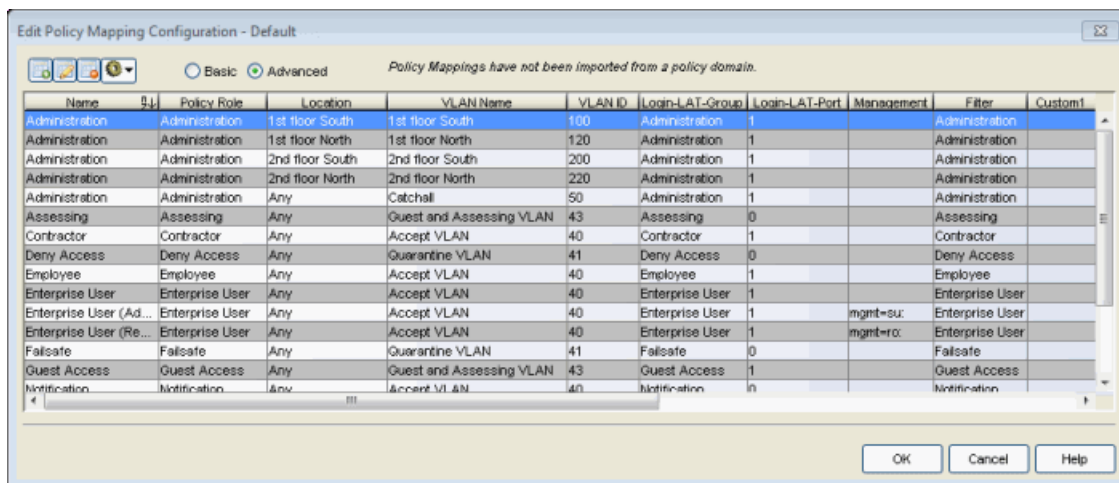 Edit Policy Mapping Configuration - Default
Basic Advanced Policy Mappings have not been imported from a policy domain.
Name Policy Role Location VLAN Name VLAN ID Login-LAT-Group Login-LAT-Port Management Filter Custom1
Administration Administration 1st floor South 1st floor South 100 Administration 1 Administration
Administration Administration 1st floor North 1st floor North 120 Administration 1 Administration
Administration Administration 2nd floor South 2nd floor South 200 Administration 1 Administration
Administration Administration 2nd floor North 2nd floor North 220 Administration 1 Administration
Administration Administration Any Catchall 50 Administration 1 Administration
Assessing Assessing Any Guest and Assessing VLAN 43 Assessing 0 Assessing
Contractor Contractor Any Accept VLAN 40 Contractor 1 Contractor
Deny Access Deny Access Any Quarantine VLAN 41 Deny Access 0 Deny Access
Employee Employee Any Accept VLAN 40 Employee 1 Employee
Enterprise User Enterprise User Any Accept VLAN 40 Enterprise User 1 Enterprise User
Enterprise User (Ad... Enterprise User Any Accept VLAN 40 Enterprise User 1 mgmt=su: Enterprise User
Enterprise User (Re... Enterprise User Any Accept VLAN 40 Enterprise User 1 mgmt=ro: Enterprise User
Failsafe Failsafe Any Quarantine VLAN 41 Failsafe 0 Failsafe
Guest Access Guest Access Any Guest and Assessing VLAN 43 Guest Access 1 Guest Access
Notification Notification Any Accept VLAN 40 Notification 0 Notification
OK Cancel Help